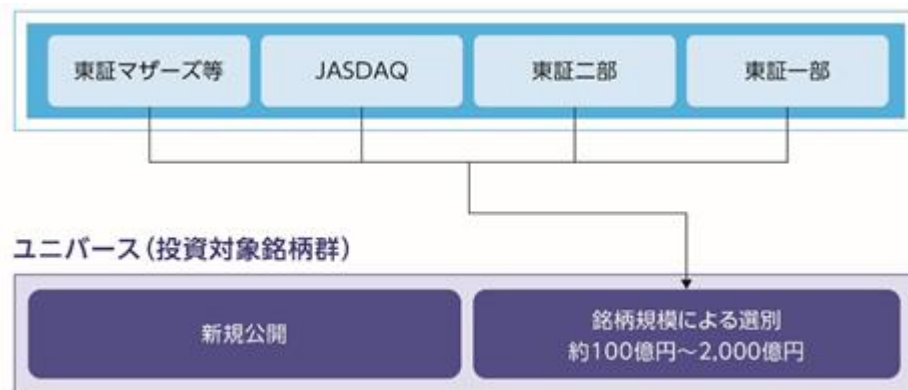 東証マザーズ等
JASDAQ
東証二部
東証一部
ユニバース(投資対象銘柄群)
新規公開
銘柄規模による選別
約100億円～2,000億円